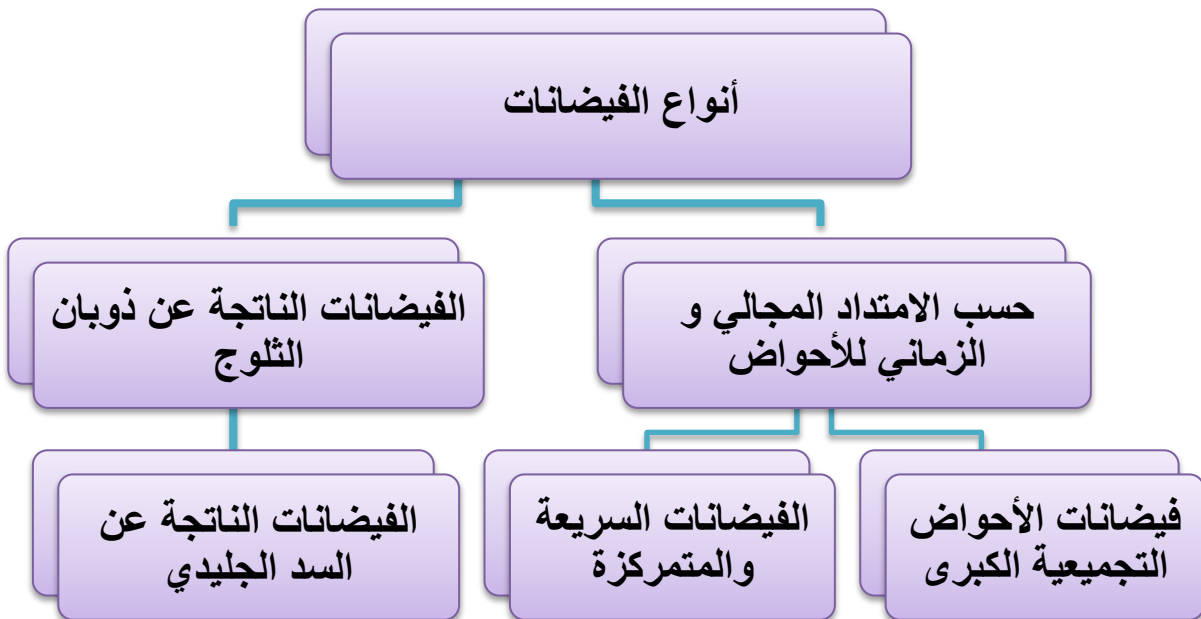 أنواع الفيضانات
حسب الامتداد المجالي و
الزماني للأحواض
الفيضانات الناتجة عن ذوبان
الثلوج
فيضانات الأحواض
التجميعية الكبرى
الفيضانات السريعة
والمتمركزة
الفيضانات الناتجة عن
السد الجليدي